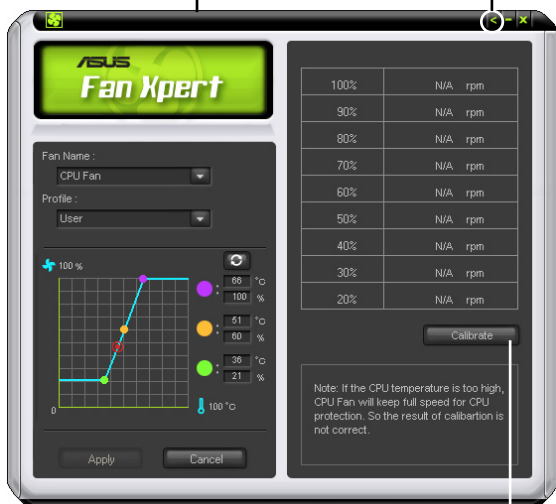 < - x
ASUS
Fan Xpert
Fan Name :
CPU Fan
Profile :
User
100 %
66 °C
100 %
51 °C
60 %
36 °C
21 %
0
100 °C
Apply
Cancel
100% N/A rpm
90% N/A rpm
80% N/A rpm
70% N/A rpm
60% N/A rpm
50% N/A rpm
40% N/A rpm
30% N/A rpm
20% N/A rpm
Calibrate
Note: If the CPU temperature is too high,
CPU Fan will keep full speed for CPU
protection. So the result of calibartion is
not correct.